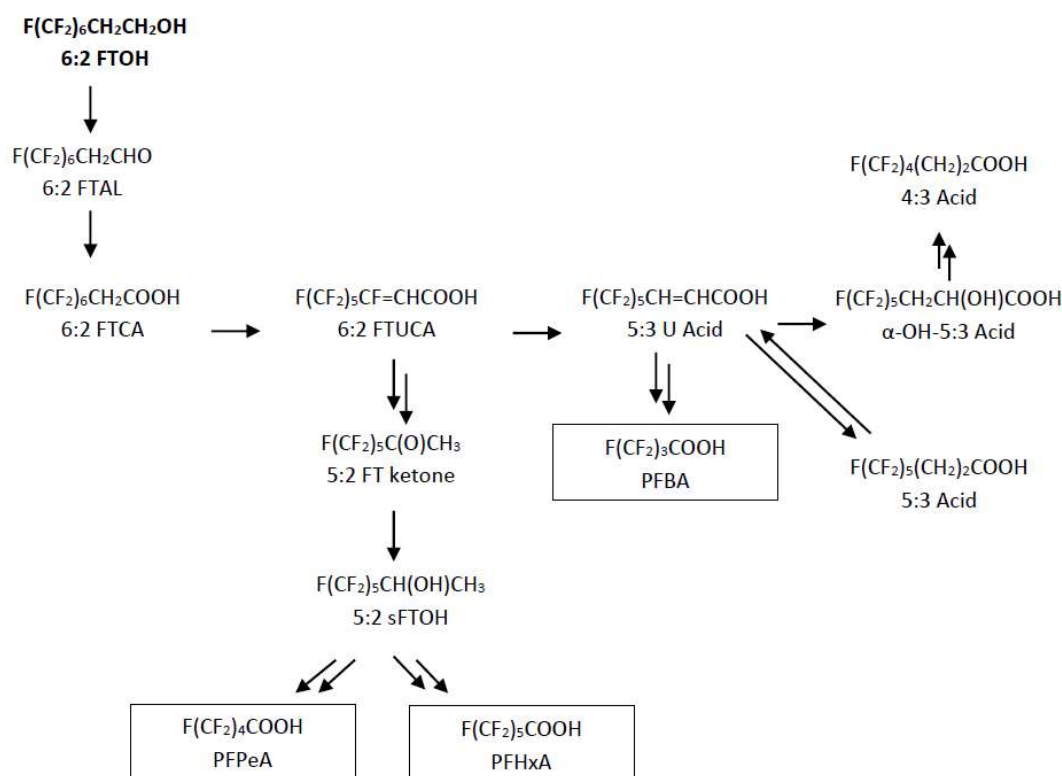 F(CF₂)₆CH₂CH₂OH
6:2 FTOH
F(CF₂)₆CH₂CHO
6:2 FTAL
F(CF₂)₄(CH₂)₂COOH
4:3 Acid
F(CF₂)₆CH₂COOH
6:2 FTCA
F(CF₂)₅CF=CHCOOH
6:2 FTUCA
F(CF₂)₅CH=CHCOOH
5:3 U Acid
F(CF₂)₅CH₂CH(OH)COOH
α-OH-5:3 Acid
F(CF₂)₅C(O)CH₃
5:2 FT ketone
F(CF₂)₃COOH
PFBA
F(CF₂)₅(CH₂)₂COOH
5:3 Acid
F(CF₂)₅CH(OH)CH₃
5:2 sFTOH
F(CF₂)₄COOH
PFPeA
F(CF₂)₅COOH
PFHxA